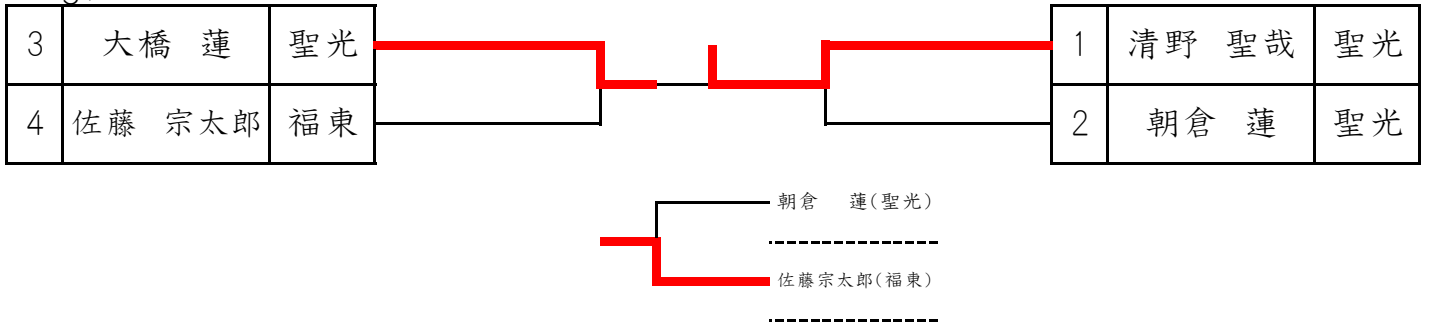 3 大橋 蓮 聖光
4 佐藤 宗太郎 福東
1 清野 聖哉 聖光
2 朝倉 蓮 聖光
朝倉 蓮(聖光)
佐藤宗太郎(福東)